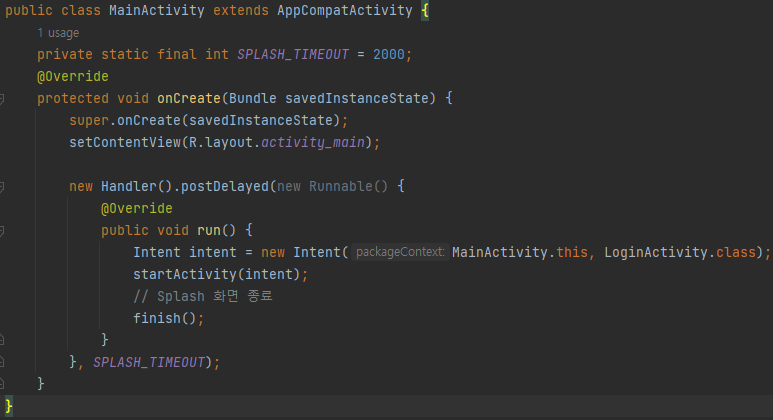 public class MainActivity extends AppCompatActivity {
1 usage
private static final int SPLASH_TIMEOUT = 2000;
@Override
protected void onCreate(Bundle savedInstanceState) {
super.onCreate(savedInstanceState);
setContentView(R.layout.activity_main);
new Handler().postDelayed(new Runnable() {
@Override
public void run() {
Intent intent = new Intent( packageContext: MainActivity.this, LoginActivity.class);
startActivity(intent);
// Splash 화면 종료
finish();
}
}, SPLASH_TIMEOUT);
}
}